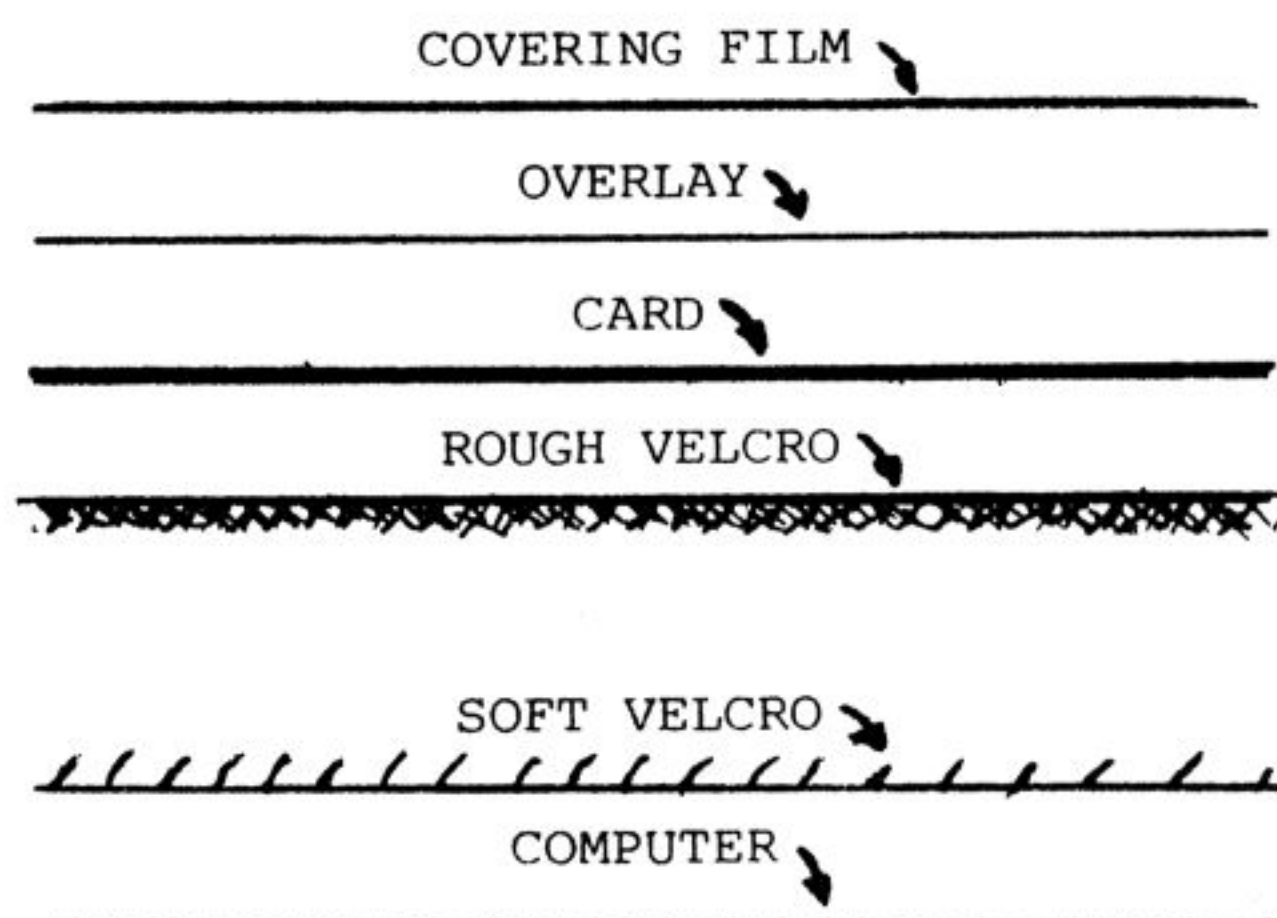 COVERING FILM
OVERLAY
CARD
ROUGH VELCRO
SOFT VELCRO
COMPUTER